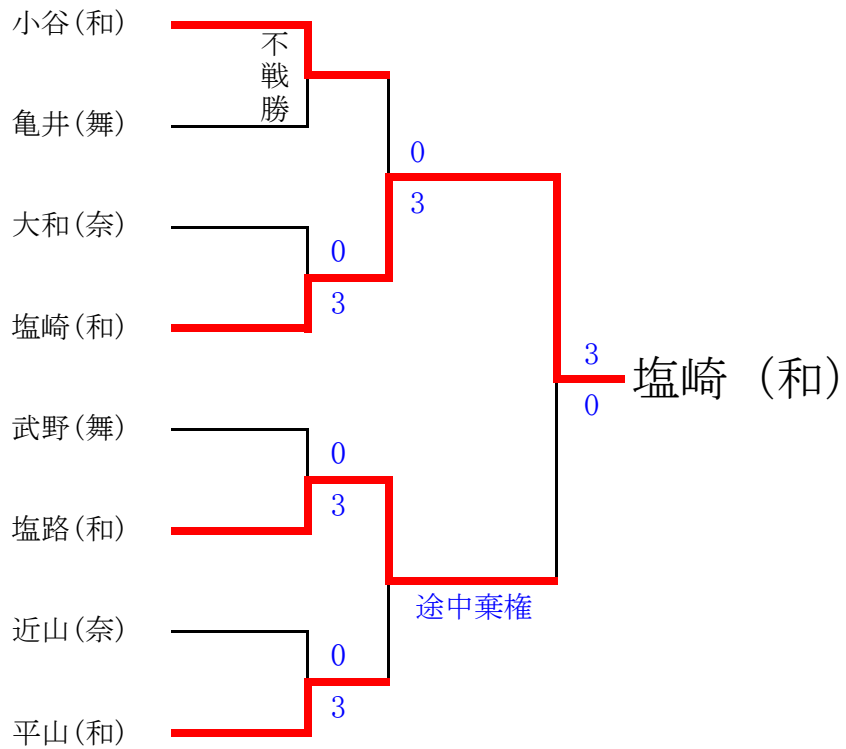 小谷(和)
不戦勝
亀井(舞)
0
3
大和(奈)
0
3
塩崎(和)
3
0
塩崎 (和)
武野(舞)
0
3
塩路(和)
途中棄権
近山(奈)
0
3
平山(和)